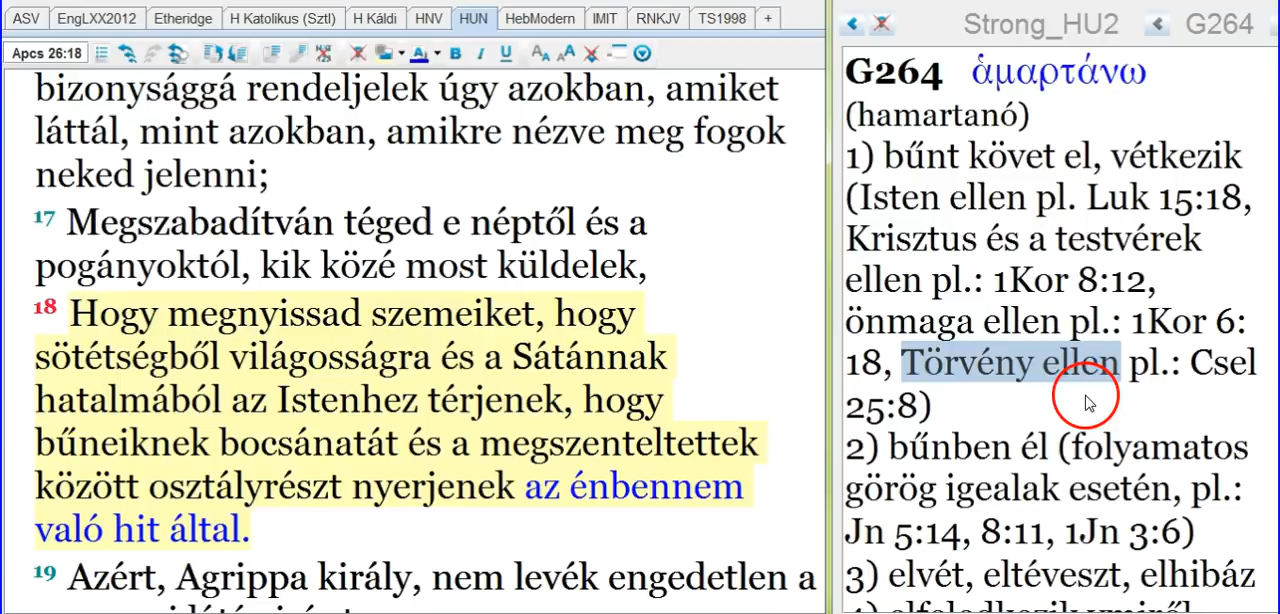 ASV EngLXX2012 Etheridge H Katolikus (Sztl) H Káldi HNV HUN HebModern IMIT RNKJV TS1998 +
Apcs 26:18
bizonysággá rendeljelek úgy azokban, amiket
láttál, mint azokban, amikre nézve meg fogok
neked jelenni;
17 Megszabadítván téged e néptől és a
pogányoktól, kik közé most küldelek,
18 Hogy megnyissad szemeiket, hogy
sötétségből világosságra és a Sátánnak
hatalmából az Istenhez térjenek, hogy
bűneiknek bocsánatát és a megszenteltettek
között osztályrészt nyerjenek az énbennem
való hit által.
19 Azért, Agrippa király, nem levék engedetlen a
Strong_HU2 G264
G264 ἁμαρτάνω
(hamartanó)
1) bűnt követ el, vétkezik
(Isten ellen pl. Luk 15:18,
Krisztus és a testvérek
ellen pl.: 1Kor 8:12,
önmaga ellen pl.: 1Kor 6:
18, Törvény ellen pl.: Csel
25:8)
2) bűnben él (folyamatos
görög igealak esetén, pl.:
Jn 5:14, 8:11, 1Jn 3:6)
3) elvét, eltéveszt, elhibáz